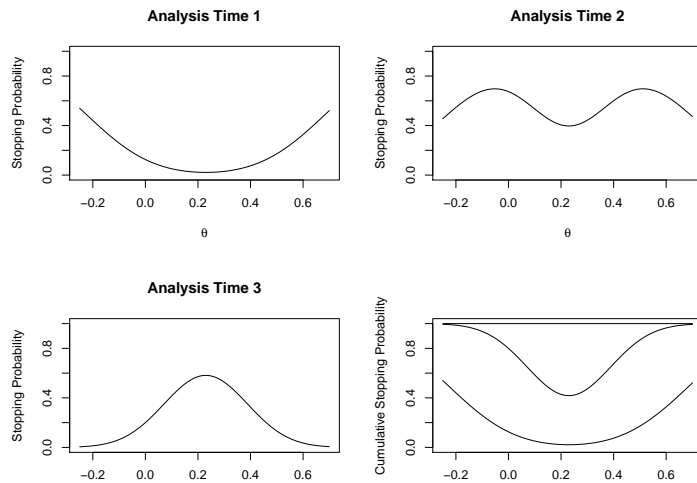 Analysis Time 1
Stopping Probability
0.0 0.4 0.8
−0.2 0.0 0.2 0.4 0.6
θ
Analysis Time 2
Stopping Probability
0.0 0.4 0.8
−0.2 0.0 0.2 0.4 0.6
θ
Analysis Time 3
Stopping Probability
0.0 0.4 0.8
−0.2 0.0 0.2 0.4 0.6
Cumulative Stopping Probability
0.0 0.4 0.8
−0.2 0.0 0.2 0.4 0.6